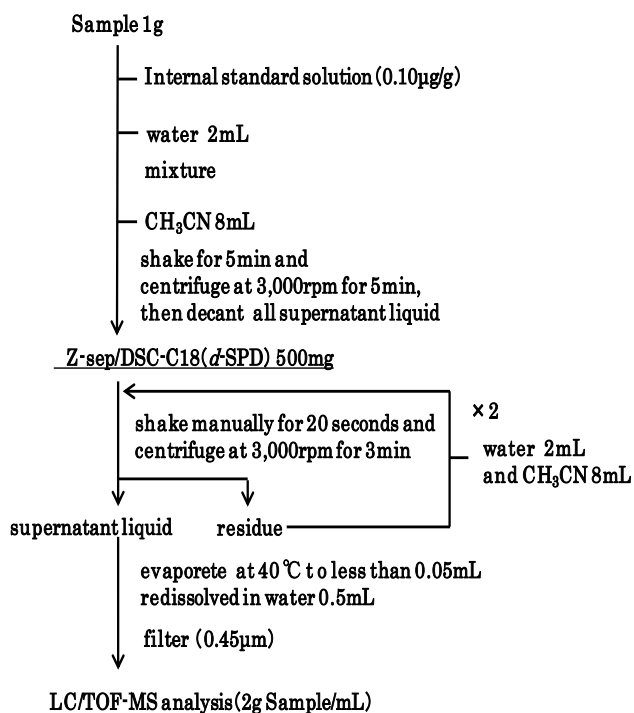 Sample 1g
Internal standard solution (0.10µg/g)
water 2mL
mixture
CH₃CN 8mL
shake for 5min and
centrifuge at 3,000rpm for 5min,
then decant all supernatant liquid
Z-sep/DSC-C18(d-SPD) 500mg
shake manually for 20 seconds and
centrifuge at 3,000rpm for 3min
×2
water 2mL
and CH₃CN 8mL
supernatant liquid
residue
evaporete at 40℃ t o less than 0.05mL
redissolved in water 0.5mL
filter (0.45µm)
LC/TOF-MS analysis(2g Sample/mL)